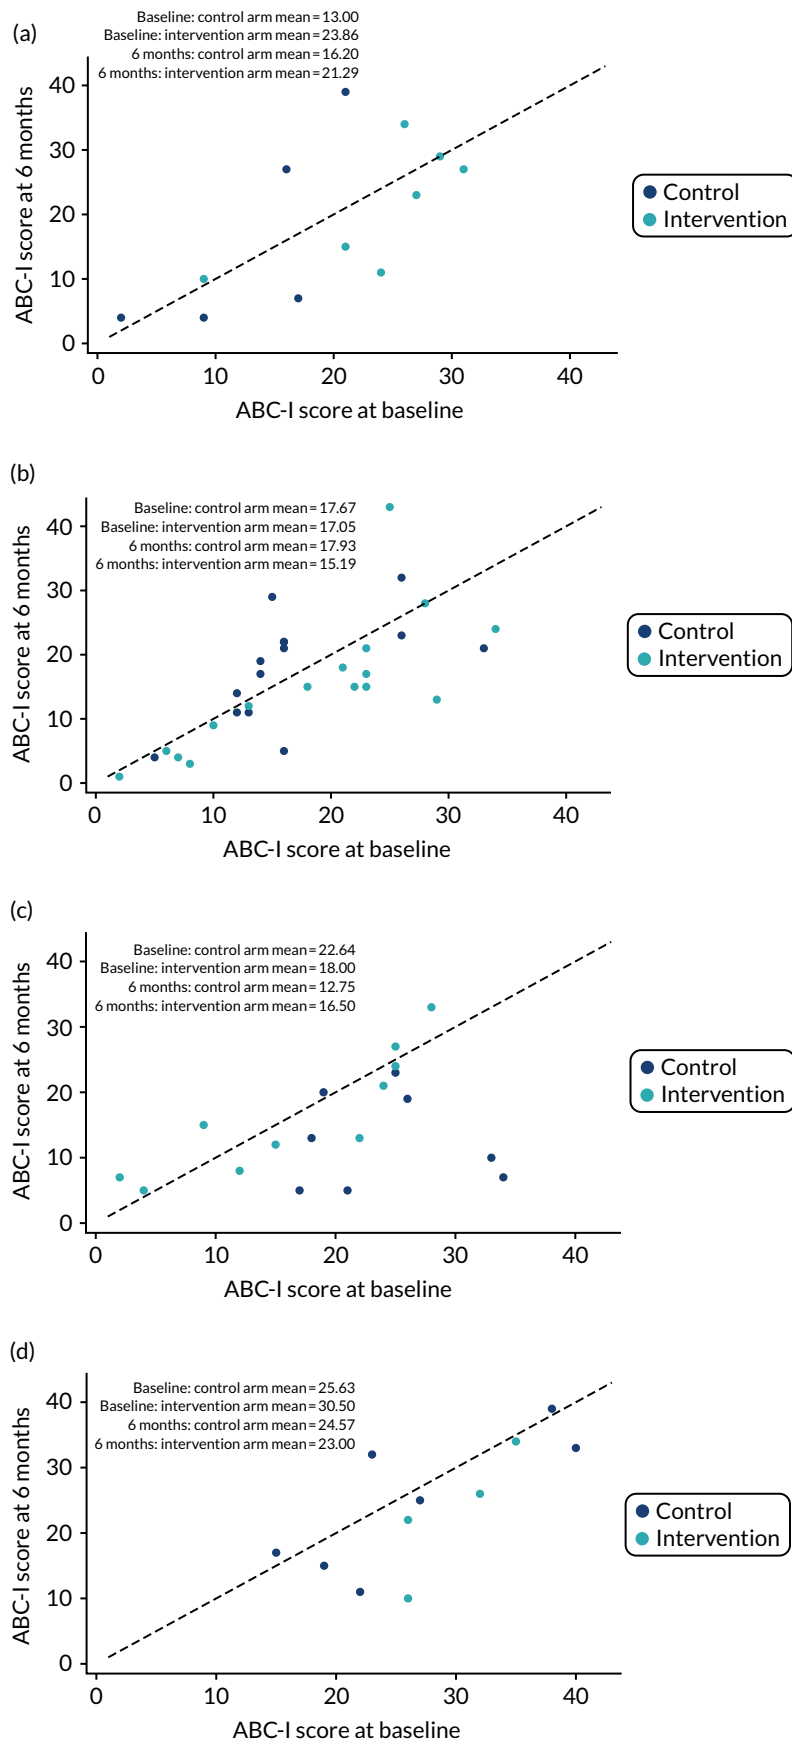 (a)
Baseline: control arm mean = 13.00
Baseline: intervention arm mean = 23.86
6 months: control arm mean = 16.20
6 months: intervention arm mean = 21.29
ABC-I score at 6 months
40
30
20
10
0
0 10 20 30 40
ABC-I score at baseline
Control
Intervention
(b)
Baseline: control arm mean = 17.67
Baseline: intervention arm mean = 17.05
6 months: control arm mean = 17.93
6 months: intervention arm mean = 15.19
ABC-I score at 6 months
40
30
20
10
0
0 10 20 30 40
ABC-I score at baseline
Control
Intervention
(c)
Baseline: control arm mean = 22.64
Baseline: intervention arm mean = 18.00
6 months: control arm mean = 12.75
6 months: intervention arm mean = 16.50
ABC-I score at 6 months
40
30
20
10
0
0 10 20 30 40
ABC-I score at baseline
Control
Intervention
(d)
Baseline: control arm mean = 25.63
Baseline: intervention arm mean = 30.50
6 months: control arm mean = 24.57
6 months: intervention arm mean = 23.00
ABC-I score at 6 months
40
30
20
10
0
0 10 20 30 40
ABC-I score at baseline
Control
Intervention